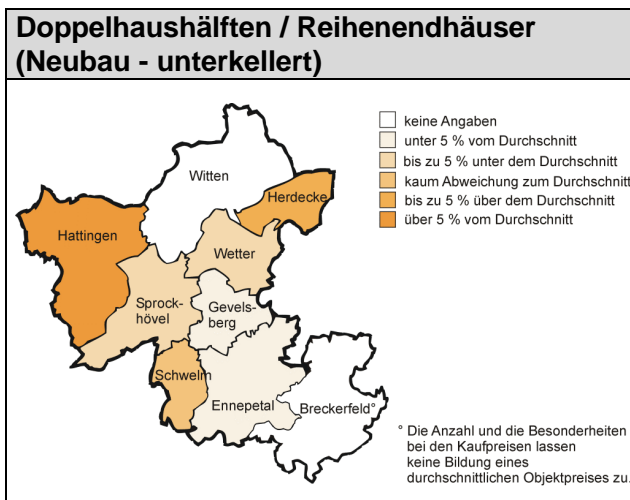 Doppelhaushälften / Reihenendhäuser
(Neubau - unterkellert)
keine Angaben
unter 5 % vom Durchschnitt
bis zu 5 % unter dem Durchschnitt
kaum Abweichung zum Durchschnitt
bis zu 5 % über dem Durchschnitt
über 5 % vom Durchschnitt
Witten
Herdecke
Hattingen
Wetter
Sprock-
hövel
Gevels-
berg
Schwelm
Ennepetal
Breckerfeld°
° Die Anzahl und die Besonderheiten
bei den Kaufpreisen lassen
keine Bildung eines
durchschnittlichen Objektpreises zu.